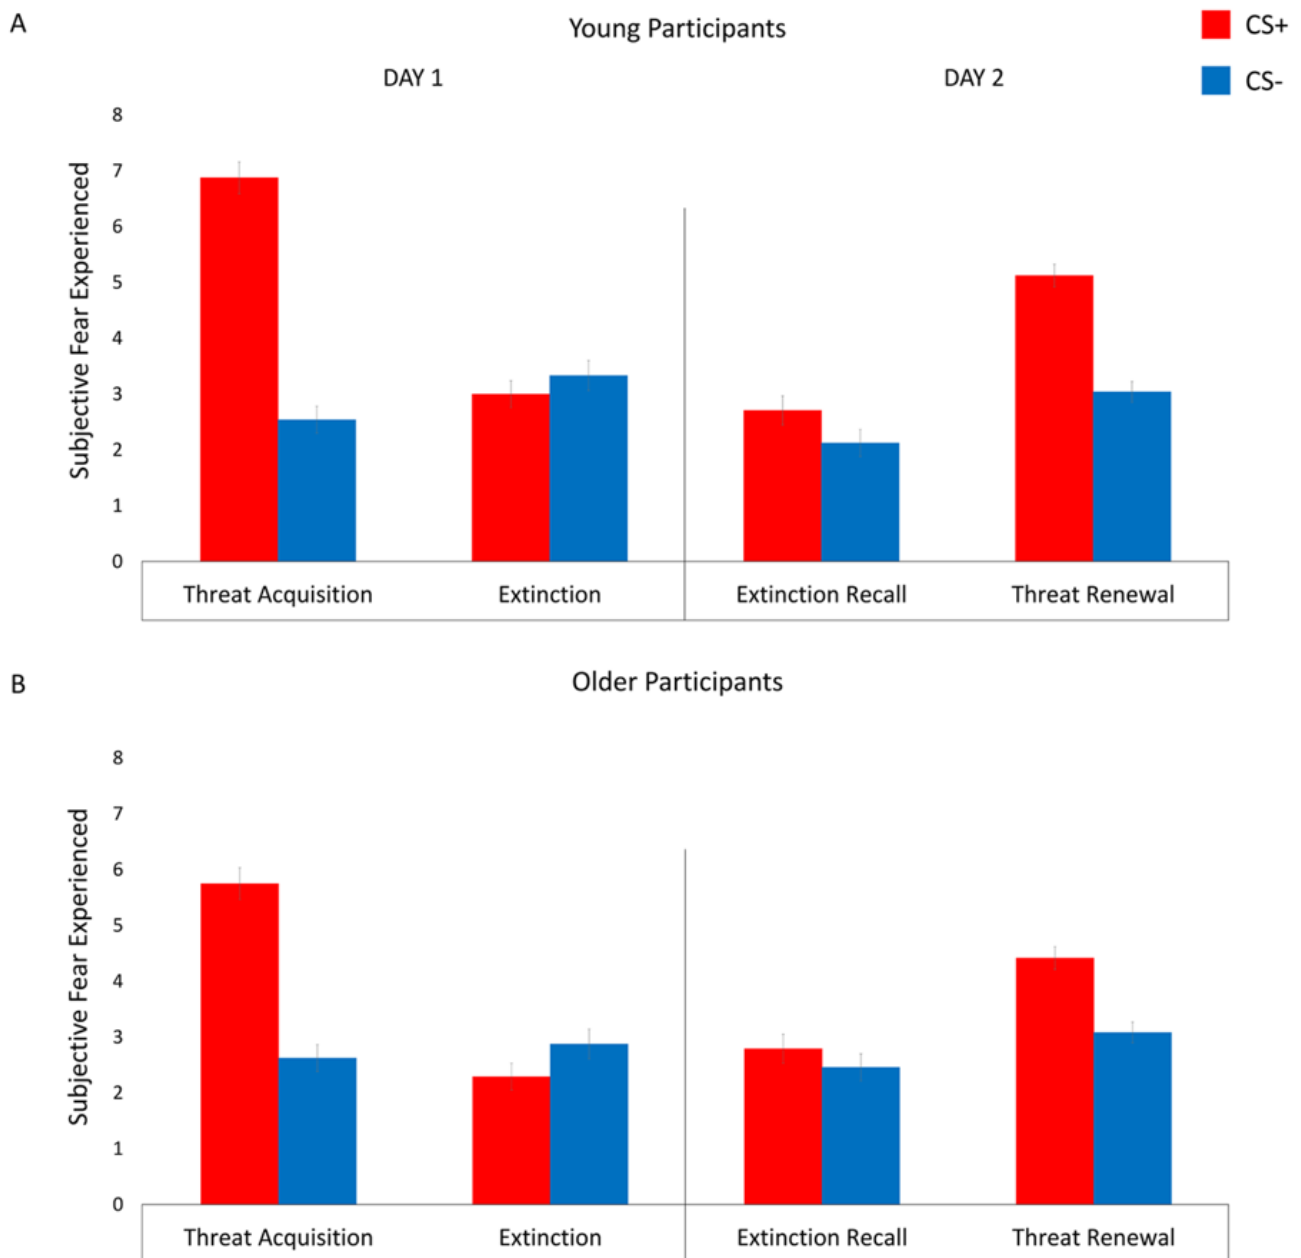 A
Young Participants
CS+
CS-
DAY 1
DAY 2
Subjective Fear Experienced
8
7
6
5
4
3
2
1
0
Threat Acquisition
Extinction
Extinction Recall
Threat Renewal
B
Older Participants
Subjective Fear Experienced
8
7
6
5
4
3
2
1
0
Threat Acquisition
Extinction
Extinction Recall
Threat Renewal